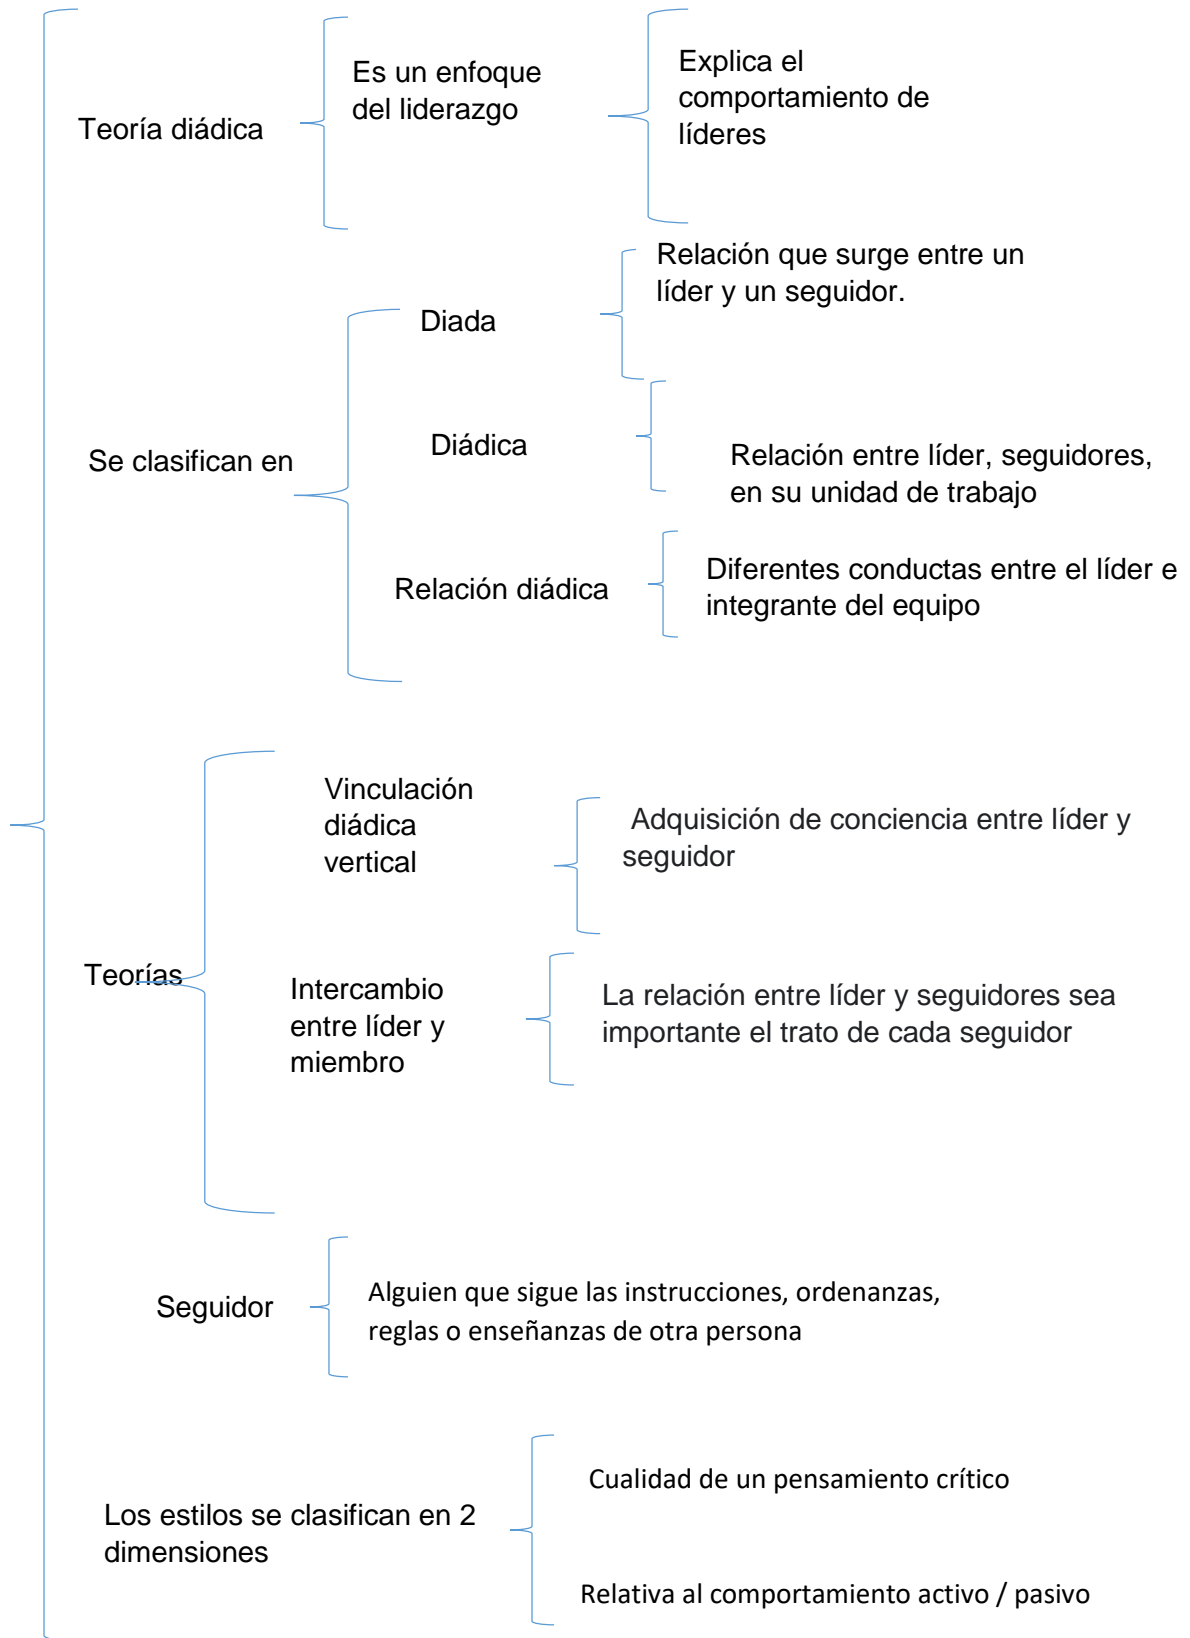 Teoría diádica
Es un enfoque
del liderazgo
Explica el
comportamiento de
líderes
Se clasifican en
Diada
Relación que surge entre un
líder y un seguidor.
Diádica
Relación entre líder, seguidores,
en su unidad de trabajo
Relación diádica
Diferentes conductas entre el líder e
integrante del equipo
Teorías
Vinculación
diádica
vertical
Adquisición de conciencia entre líder y
seguidor
Intercambio
entre líder y
miembro
La relación entre líder y seguidores sea
importante el trato de cada seguidor
Seguidor
Alguien que sigue las instrucciones, ordenanzas,
reglas o enseñanzas de otra persona
Los estilos se clasifican en 2
dimensiones
Cualidad de un pensamiento crítico
Relativa al comportamiento activo / pasivo